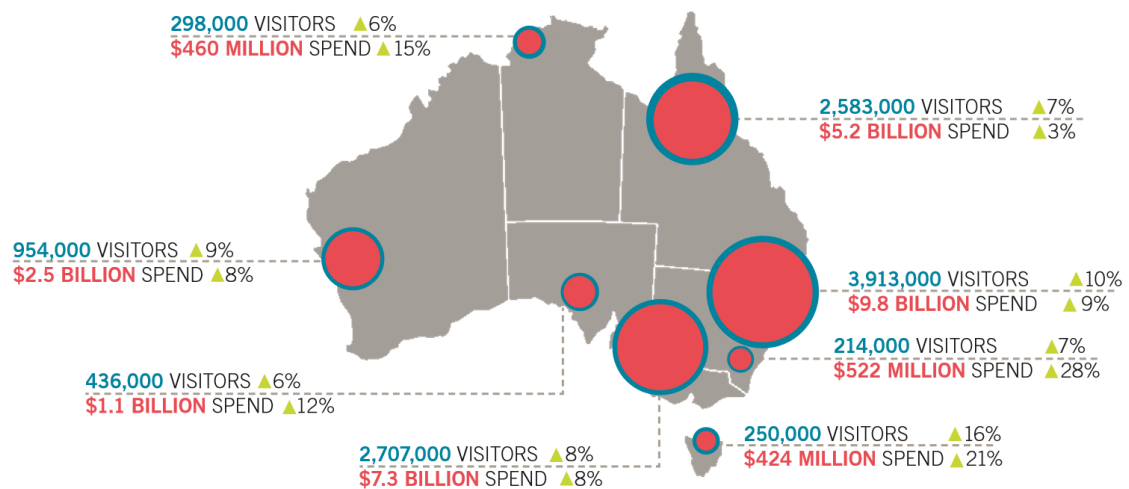 298,000 VISITORS ▲6%
$460 MILLION SPEND ▲15%
2,583,000 VISITORS ▲7%
$5.2 BILLION SPEND ▲3%
954,000 VISITORS ▲9%
$2.5 BILLION SPEND ▲8%
3,913,000 VISITORS ▲10%
$9.8 BILLION SPEND ▲9%
214,000 VISITORS ▲7%
$522 MILLION SPEND ▲28%
436,000 VISITORS ▲6%
$1.1 BILLION SPEND ▲12%
250,000 VISITORS ▲16%
$424 MILLION SPEND ▲21%
2,707,000 VISITORS ▲8%
$7.3 BILLION SPEND ▲8%